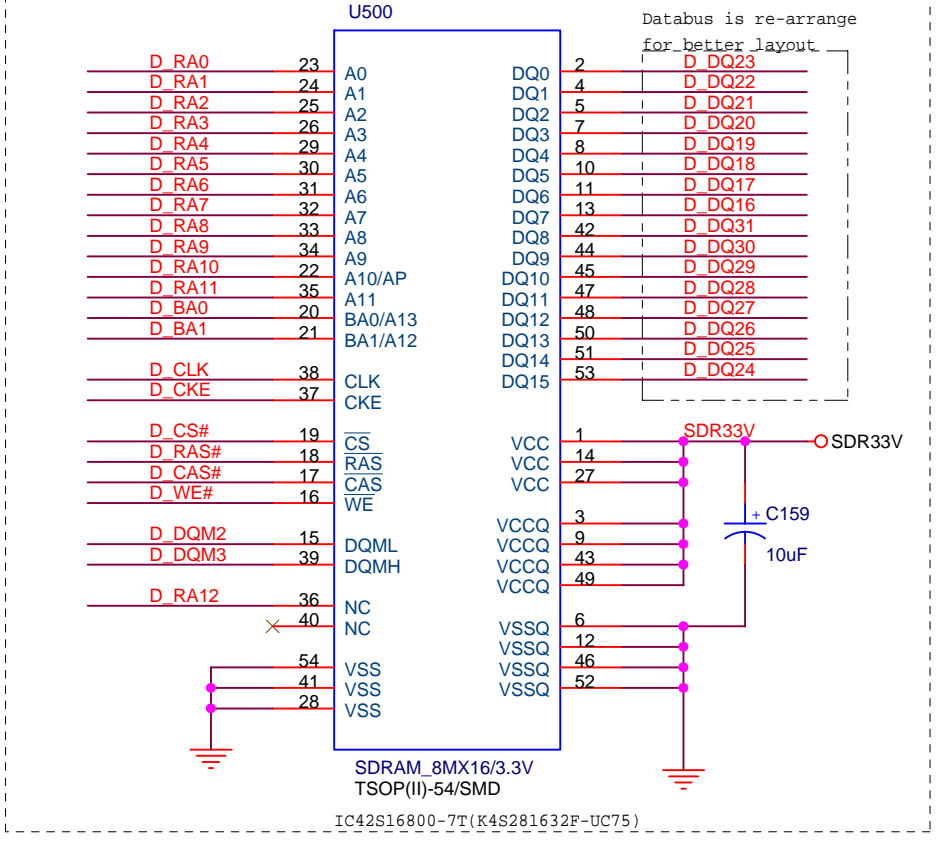 U500
Databus is re-arrange
for better layout
D_RA0 23 A0 DQ0 2 D_DQ23
D_RA1 24 A1 DQ1 4 D_DQ22
D_RA2 25 A2 DQ2 5 D_DQ21
D_RA3 26 A3 DQ3 7 D_DQ20
D_RA4 29 A4 DQ4 8 D_DQ19
D_RA5 30 A5 DQ5 10 D_DQ18
D_RA6 31 A6 DQ6 11 D_DQ17
D_RA7 32 A7 DQ7 13 D_DQ16
D_RA8 33 A8 DQ8 42 D_DQ31
D_RA9 34 A9 DQ9 44 D_DQ30
D_RA10 22 A10/AP DQ10 45 D_DQ29
D_RA11 35 A11 DQ11 47 D_DQ28
D_BA0 20 BA0/A13 DQ12 48 D_DQ27
D_BA1 21 BA1/A12 DQ13 50 D_DQ26
DQ14 51 D_DQ25
D_CLK 38 CLK DQ15 53 D_DQ24
D_CKE 37 CKE
D_CS# 19 CS VCC 1 SDR33V SDR33V
D_RAS# 18 RAS VCC 14
D_CAS# 17 CAS VCC 27
D_WE# 16 WE
VCCQ 3 + C159
D_DQM2 15 DQML VCCQ 9 10uF
D_DQM3 39 DQMH VCCQ 43
VCCQ 49
D_RA12 36 NC
40 NC VSSQ 6
VSSQ 12
54 VSS VSSQ 46
41 VSS VSSQ 52
28 VSS
SDRAM_8MX16/3.3V
TSOP(II)-54/SMD
IC42S16800-7T(K4S281632F-UC75)